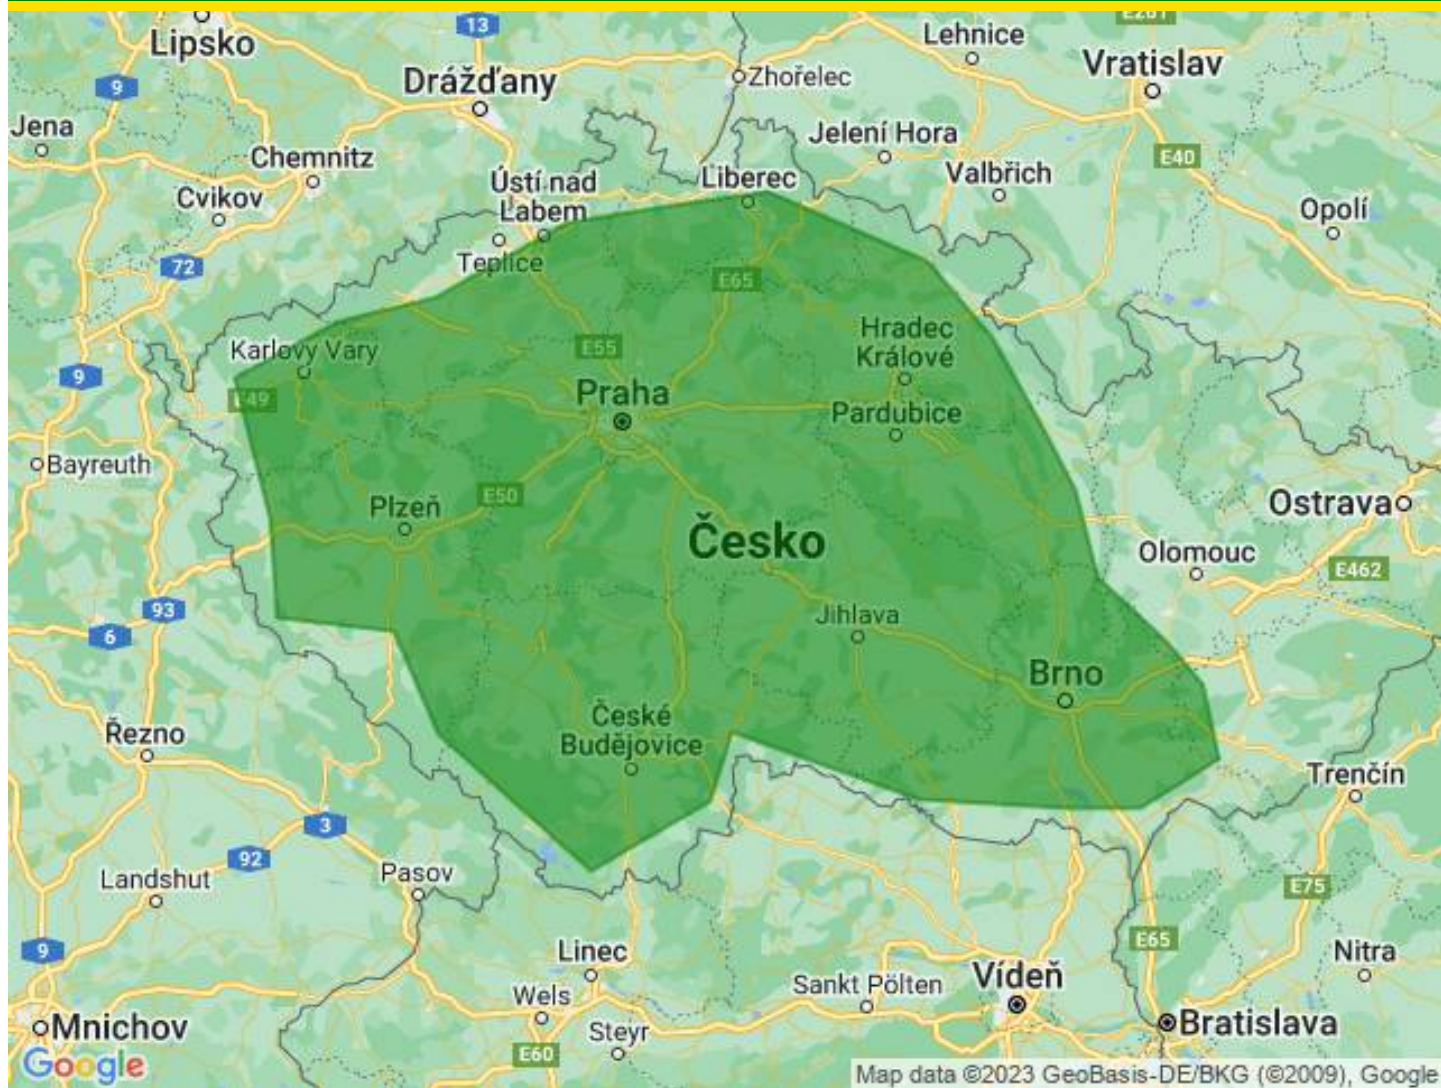 E261
13
Lipsko
Lehnice
Vratislav
Drážďany
Zhořelec
9
Jena
Jelení Hora
Chemnitz
E40
Ústí nad
Labem
Liberec
Valbřich
Cvikov
Opolí
Teplice
72
E65
Hradec
Králové
Karlovy Vary
E55
9
E49
Praha
Pardubice
Bayreuth
E50
Plzeň
Ostrava
Česko
Olomouc
E462
93
6
Jihlava
Brno
České
Budějovice
Řezno
Trenčín
3
92
Landshut
Pasov
E75
9
E65
Linec
Nitra
Wels
Sankt Pölten
Vídeň
Mnichov
Steyr
Bratislava
E60
Google
Map data ©2023 GeoBasis-DE/BKG (©2009), Google